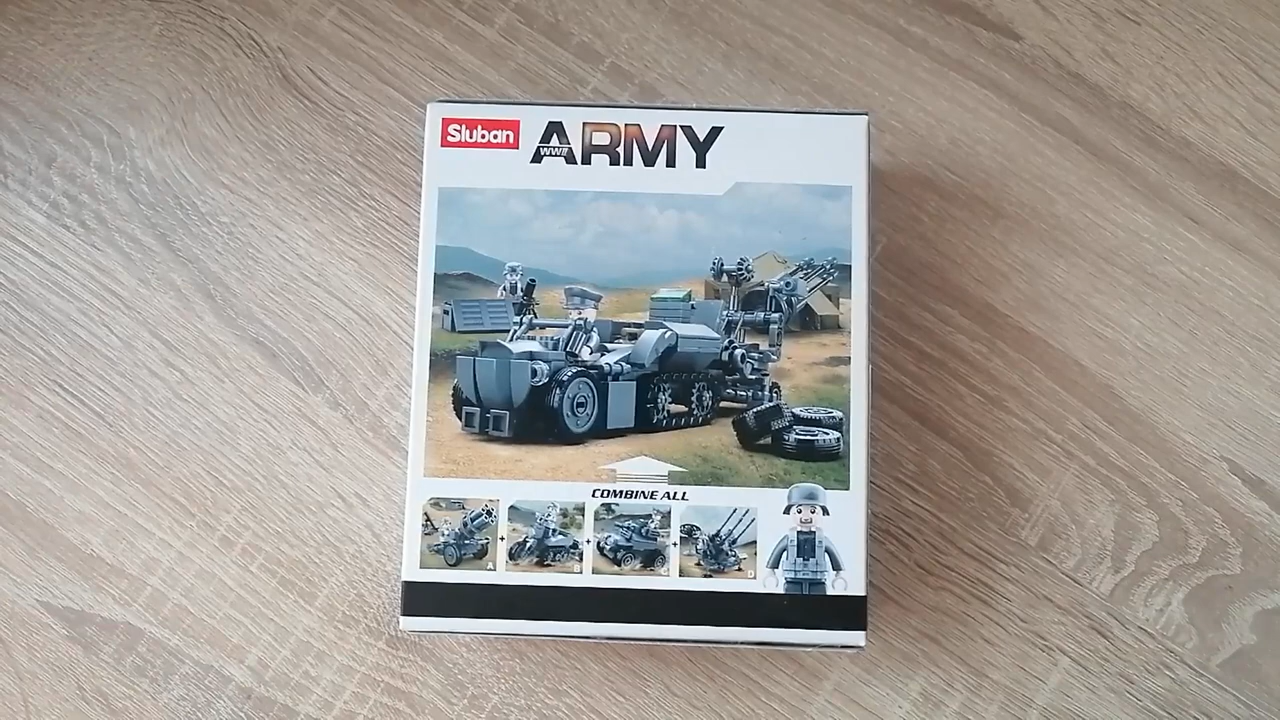 Sluban
ARMY
WWII
COMBINE ALL
A + B + C + D